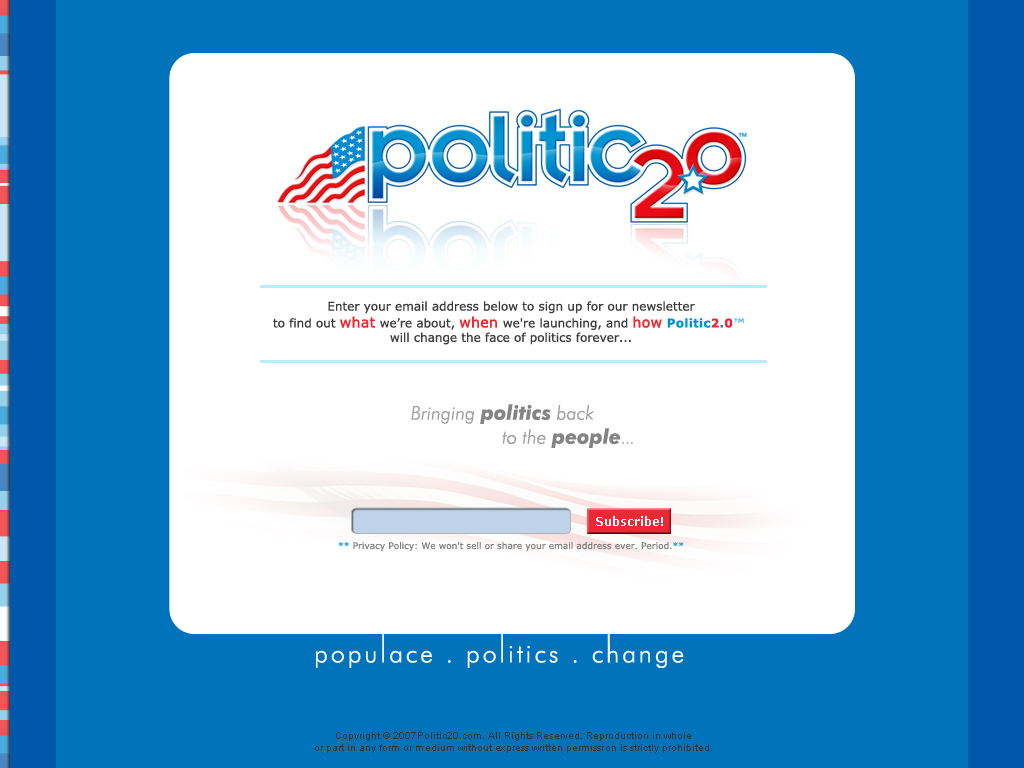 politic2.0™
Enter your email address below to sign up for our newsletter
to find out what we're about, when we're launching, and how Politic2.0™
will change the face of politics forever...
Bringing politics back
to the people...
Subscribe!
** Privacy Policy: We won't sell or share your email address ever. Period.**
populace . politics . change
Copyright © 2007 Politic20.com. All Rights Reserved. Reproduction in whole
or part in any form or medium without express written permission is strictly prohibited.